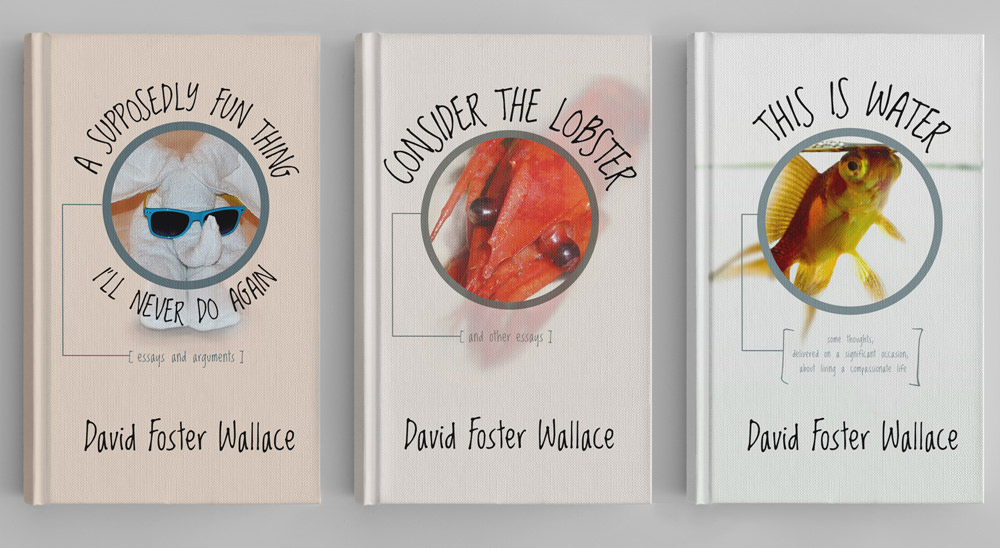 A SUPPOSEDLY FUN THING
I'LL NEVER DO AGAIN
[ essays and arguments ]
David Foster Wallace
CONSIDER THE LOBSTER
[ and other essays ]
David Foster Wallace
THIS IS WATER
some thoughts,
delivered on a significant occasion,
about living a compassionate life
David Foster Wallace